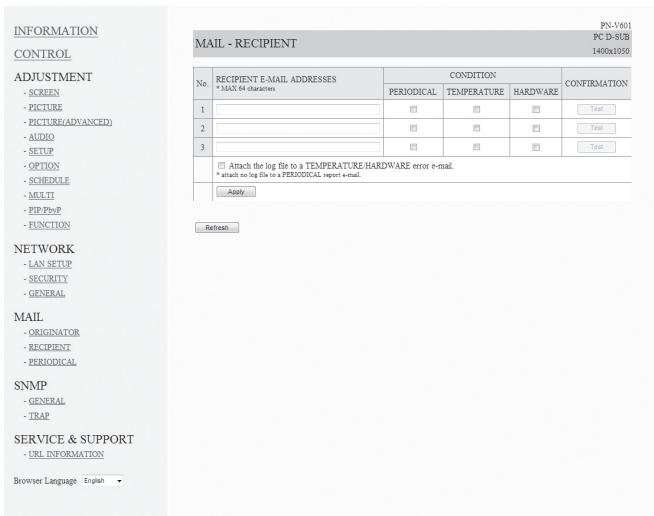 INFORMATION
CONTROL
ADJUSTMENT
- SCREEN
- PICTURE
- PICTURE(ADVANCED)
- AUDIO
- SETUP
- OPTION
- SCHEDULE
- MULTI
- PIP/PbyP
- FUNCTION
NETWORK
- LAN SETUP
- SECURITY
- GENERAL
MAIL
- ORIGINATOR
- RECIPIENT
- PERIODICAL
SNMP
- GENERAL
- TRAP
SERVICE & SUPPORT
- URL INFORMATION
Browser Language English
PN-V601
MAIL - RECIPIENT
PC D-SUB
1400x1050
No.
RECIPIENT E-MAIL ADDRESSES
* MAX 64 characters
CONDITION
PERIODICAL TEMPERATURE HARDWARE
CONFIRMATION
1 Test
2 Test
3 Test
Attach the log file to a TEMPERATURE/HARDWARE error e-mail.
* attach no log file to a PERIODICAL report e-mail.
Apply
Refresh